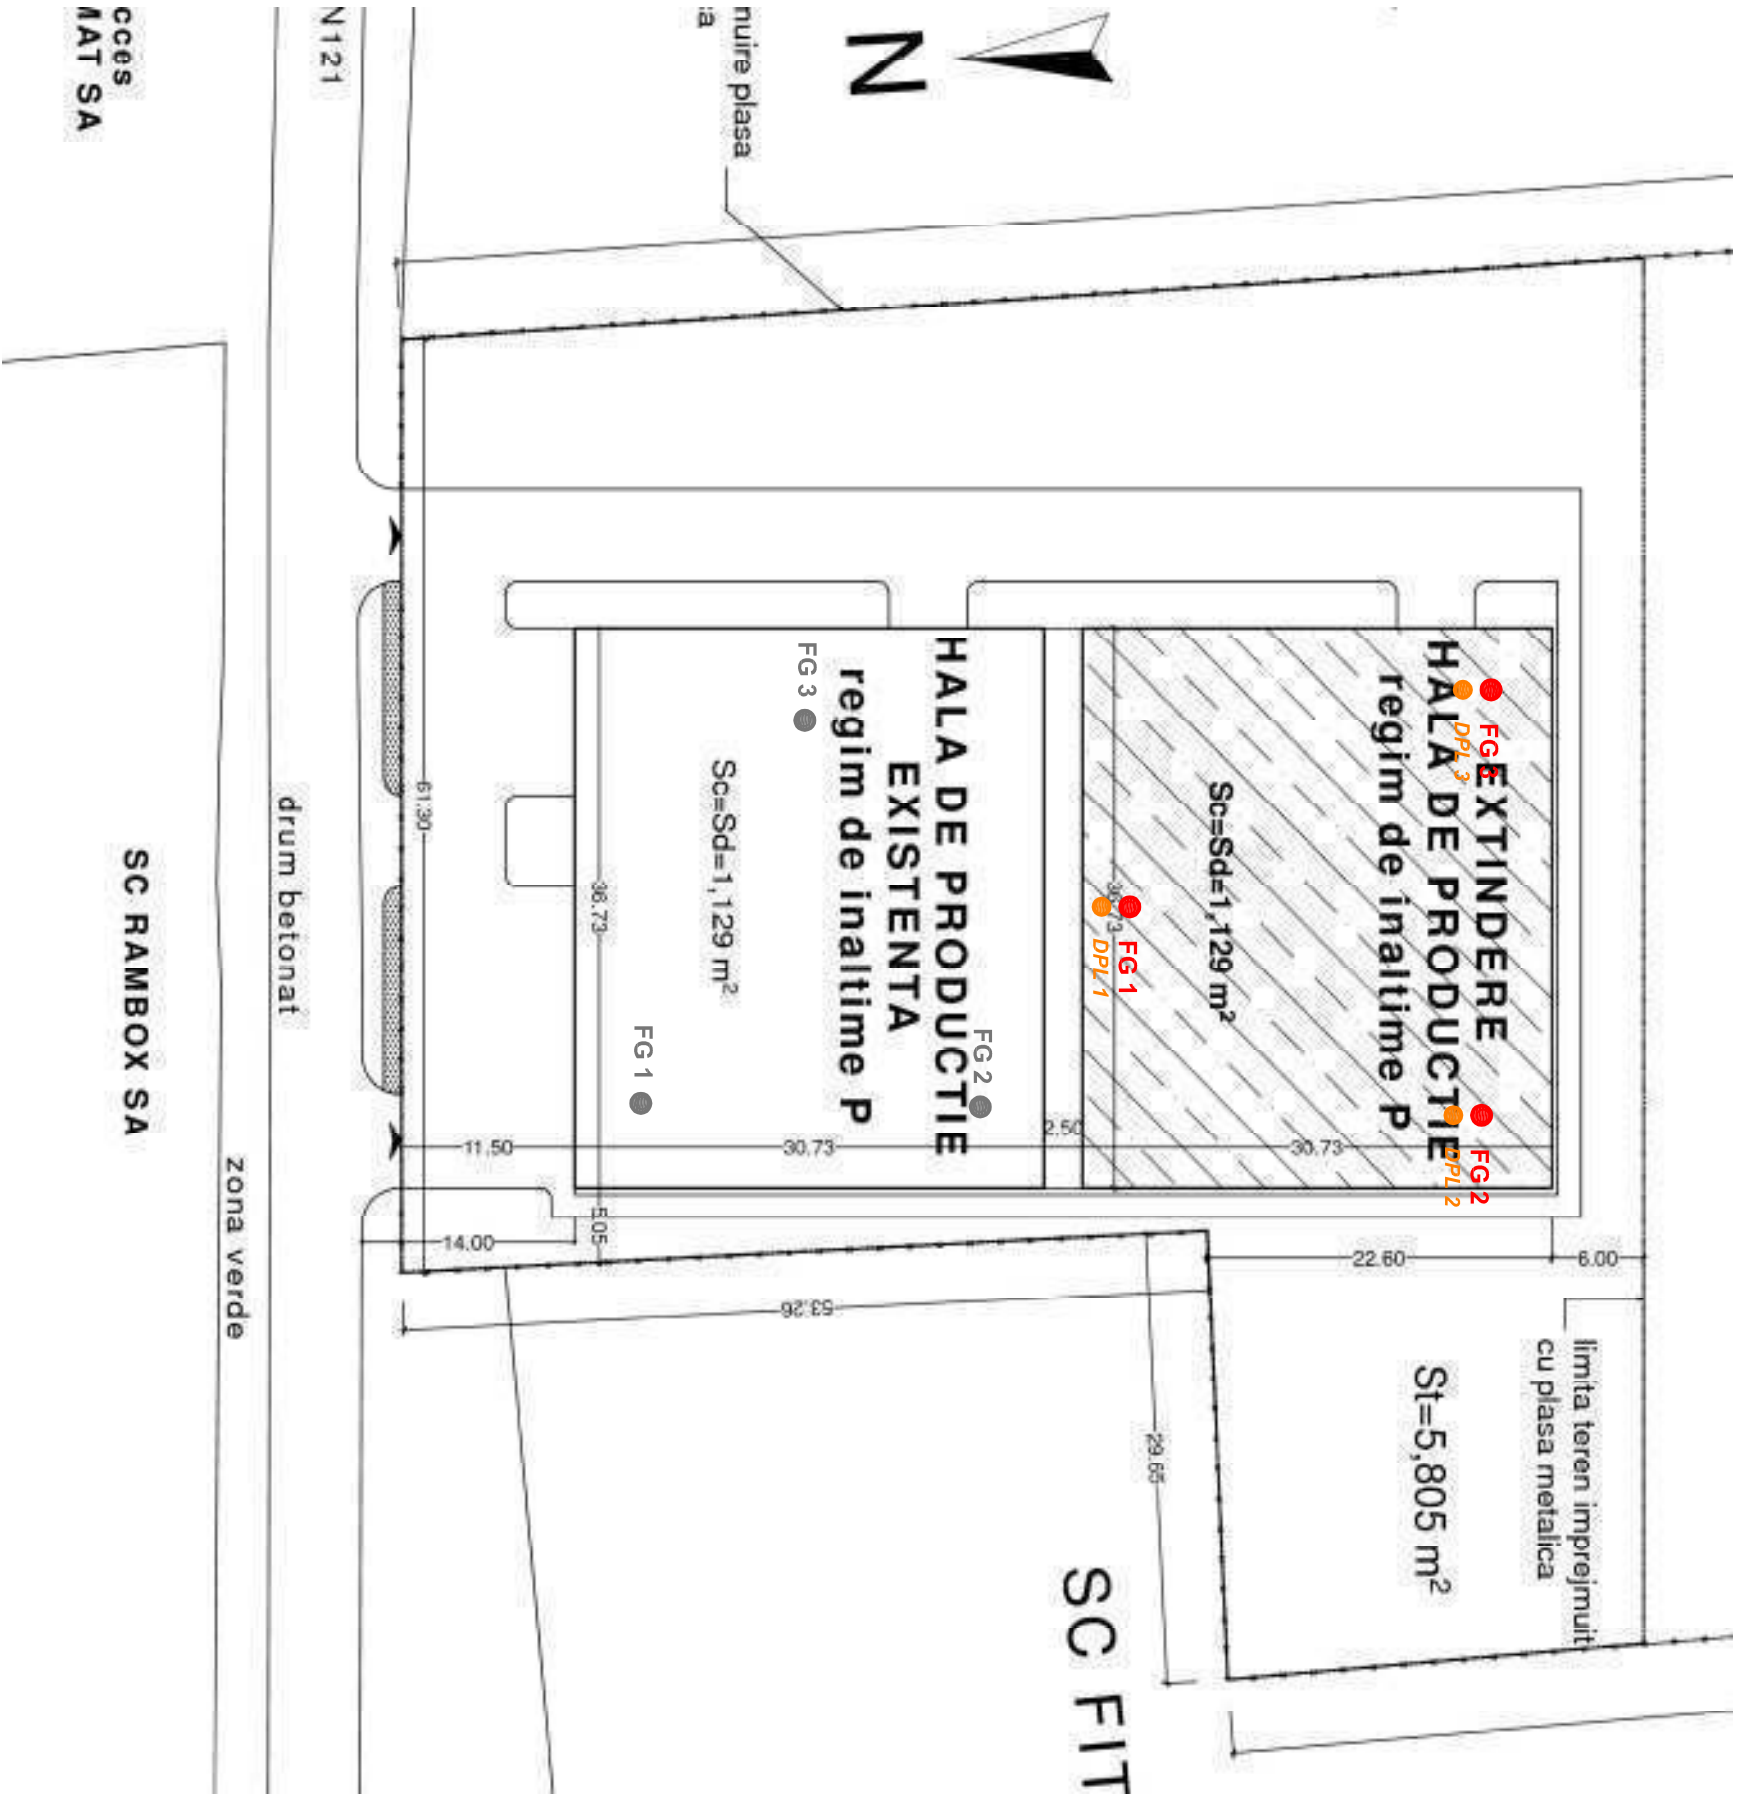 cces
MAT SA
N121
nuire plasa
a
N
HALA DE PRODUCTIE
EXISTENTA
regim de inaltime P
Sc=Sd=1,129 m²
FG 3
FG 1
FG 2
EXTINDERE
HALA DE PRODUCTIE
regim de inaltime P
Sc=Sd=1,129 m²
FG 3
DPL 3
FG 1
DPL 1
FG 2
DPL 2
61.30
36.73
36.73
11.50
30.73
2.50
30.73
14.00
5.05
53.26
22.60
6.00
29.65
drum betonat
zona verde
SC RAMBOX SA
limita teren imprejmuit
cu plasa metalica
St=5,805 m²
SC FIT